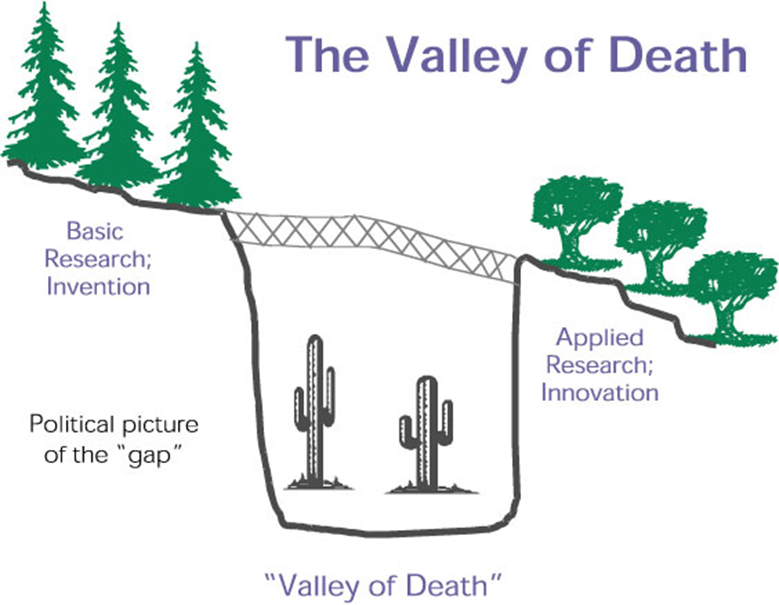 The Valley of Death
Basic
Research;
Invention
Applied
Research;
Innovation
Political picture
of the “gap”
“Valley of Death”